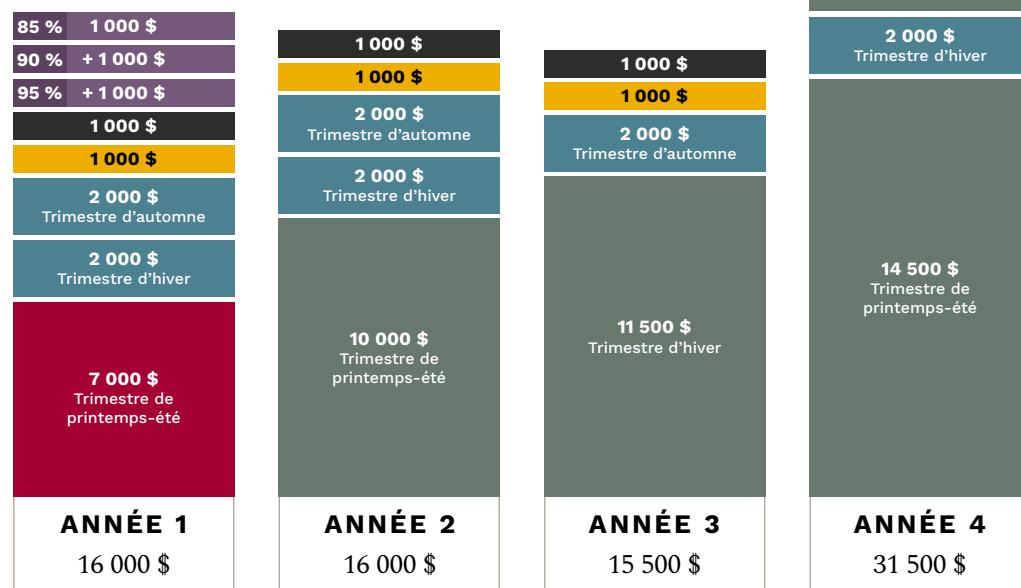 85 % 1 000 $
90 % + 1 000 $
95 % + 1 000 $
1 000 $
1 000 $
2 000 $
Trimestre d’automne
2 000 $
Trimestre d’hiver
7 000 $
Trimestre de
printemps-été
ANNÉE 1
16 000 $
1 000 $
1 000 $
2 000 $
Trimestre d’automne
2 000 $
Trimestre d’hiver
10 000 $
Trimestre de
printemps-été
ANNÉE 2
16 000 $
1 000 $
1 000 $
2 000 $
Trimestre d’automne
11 500 $
Trimestre d’hiver
ANNÉE 3
15 500 $
2 000 $
Trimestre d’hiver
14 500 $
Trimestre de
printemps-été
ANNÉE 4
31 500 $